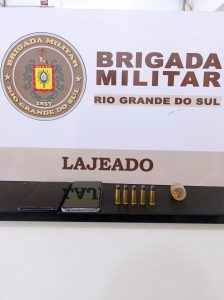 BRIGADA MILITAR
1837
RIO GRANDE DO SUL
BRIGADA
MILITAR
RIO GRANDE DO SUL
LAJEADO